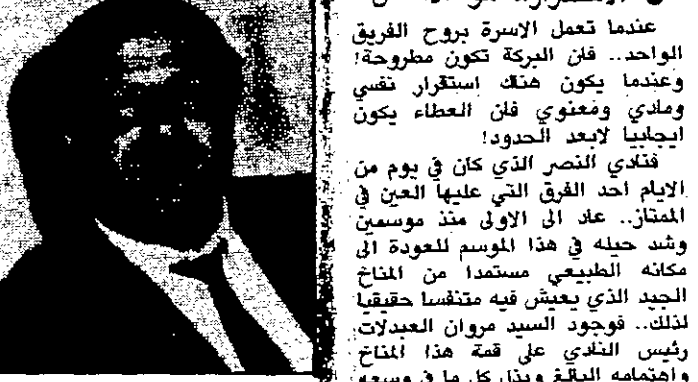 عندما تعمل الاسرة بروح الفريق
الواحد.. فان البركة تكون مطروحة!
وعندما يكون هناك استقرار نفسي
ومادي ومعنوي فان العطاء يكون
ايجابيا لابعد الحدود!
فنادي النصر الذي كان في يوم من
الايام احد الفرق التي عليها العين في
الممتاز.. عاد الى الاولى منذ موسمين
وشد حيله في هذا الموسم للعودة الى
مكانه الطبيعي مستمدا من المناخ
الجيد الذي يعيش فيه متنفسا حقيقيا
لذلك.. فوجود السيد مروان العبدلات
رئيس النادي على قمة هذا المناخ
واهتمامه البالغ وبذل كل ما في وسعه